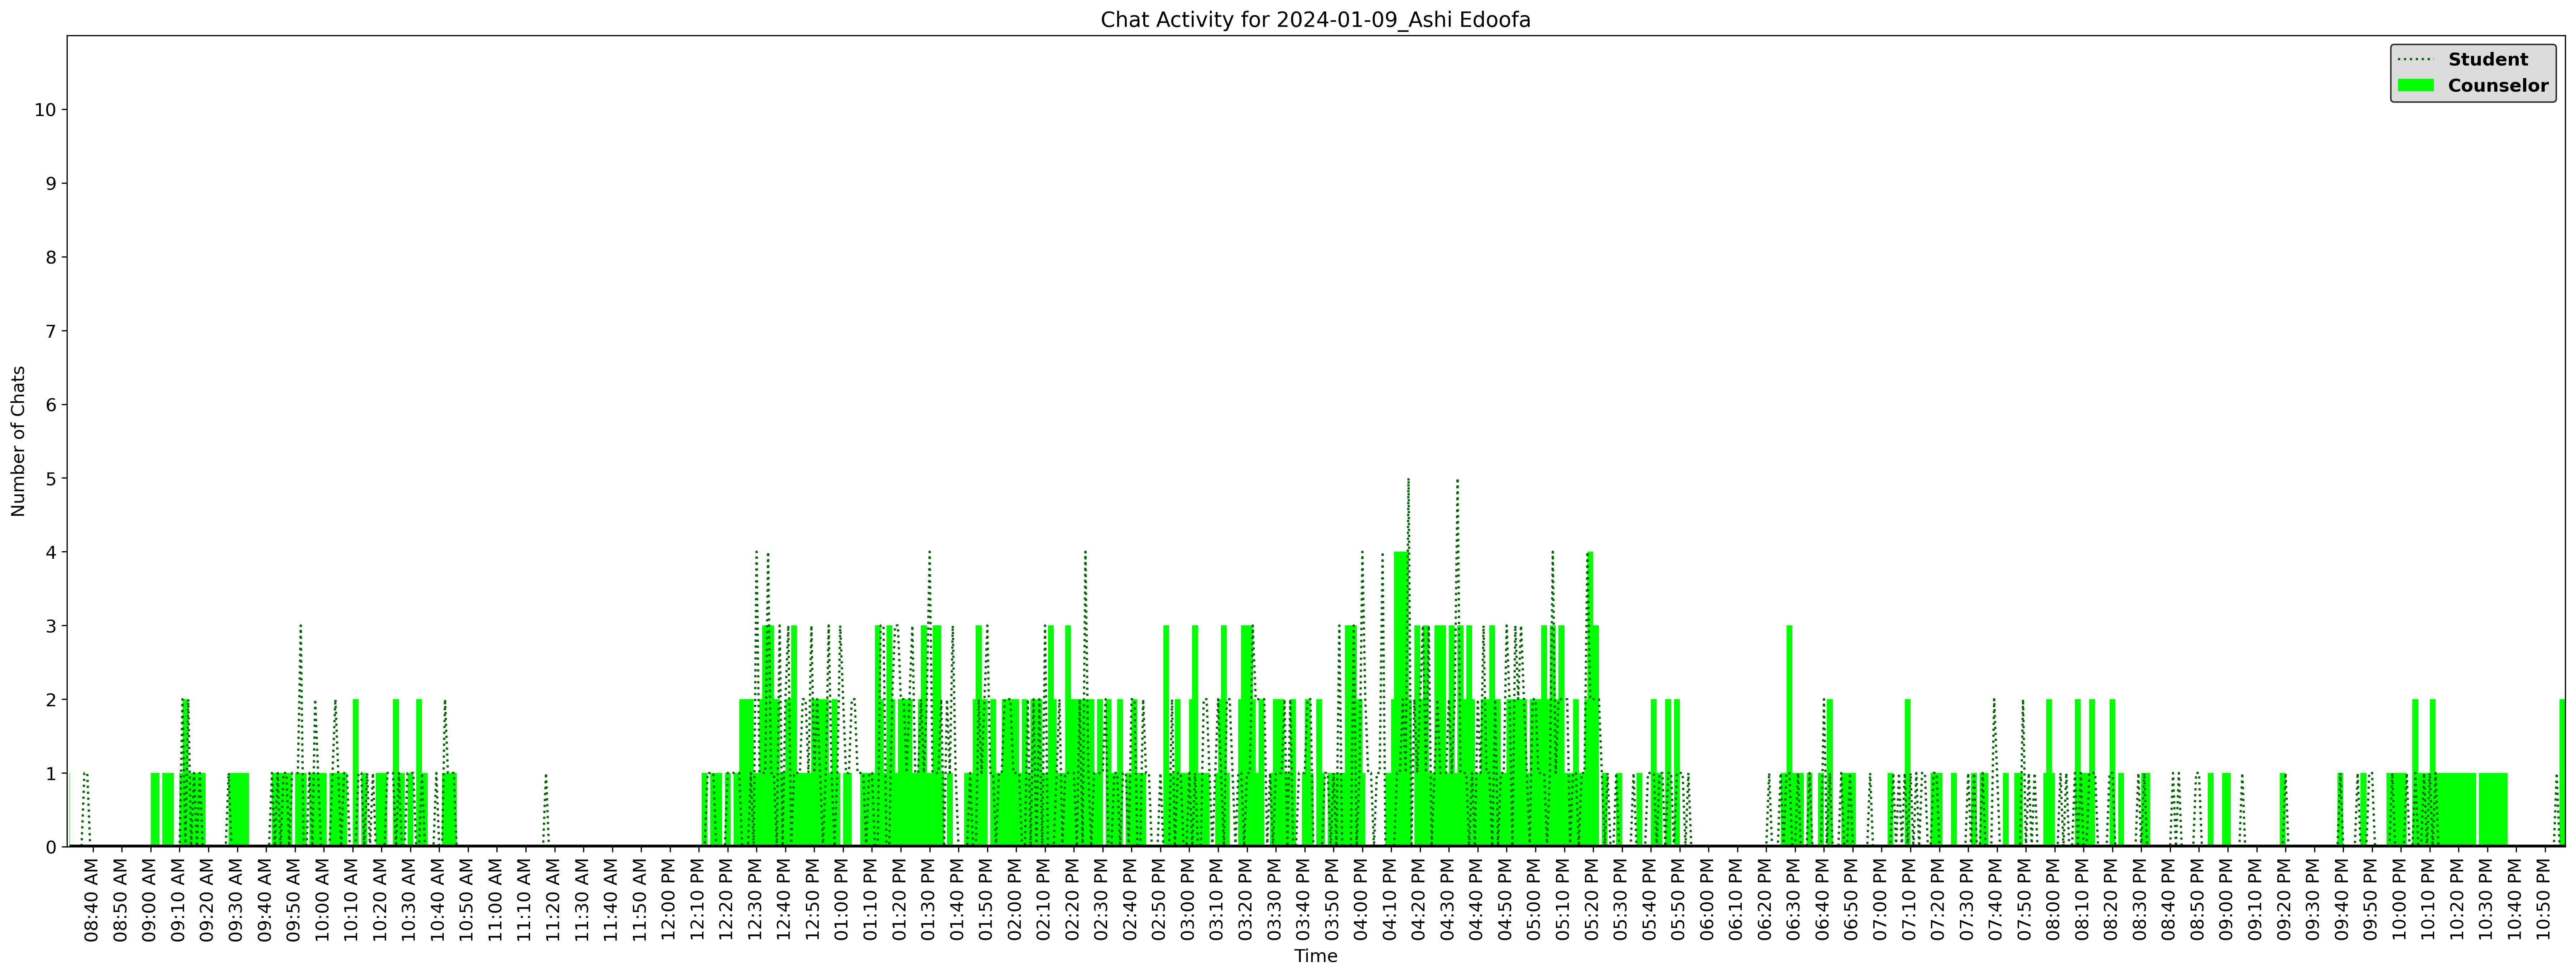 Chat Activity for 2024-01-09_Ashi Edoofa
Student
Counselor
Number of Chats
10
9
8
7
6
5
4
3
2
1
0
08:40 AM
08:50 AM
09:00 AM
09:10 AM
09:20 AM
09:30 AM
09:40 AM
09:50 AM
10:00 AM
10:10 AM
10:20 AM
10:30 AM
10:40 AM
10:50 AM
11:00 AM
11:10 AM
11:20 AM
11:30 AM
11:40 AM
11:50 AM
12:00 PM
12:10 PM
12:20 PM
12:30 PM
12:40 PM
12:50 PM
01:00 PM
01:10 PM
01:20 PM
01:30 PM
01:40 PM
01:50 PM
02:00 PM
02:10 PM
02:20 PM
02:30 PM
02:40 PM
02:50 PM
03:00 PM
03:10 PM
03:20 PM
03:30 PM
03:40 PM
03:50 PM
04:00 PM
04:10 PM
04:20 PM
04:30 PM
04:40 PM
04:50 PM
05:00 PM
05:10 PM
05:20 PM
05:30 PM
05:40 PM
05:50 PM
06:00 PM
06:10 PM
06:20 PM
06:30 PM
06:40 PM
06:50 PM
07:00 PM
07:10 PM
07:20 PM
07:30 PM
07:40 PM
07:50 PM
08:00 PM
08:10 PM
08:20 PM
08:30 PM
08:40 PM
08:50 PM
09:00 PM
09:10 PM
09:20 PM
09:30 PM
09:40 PM
09:50 PM
10:00 PM
10:10 PM
10:20 PM
10:30 PM
10:40 PM
10:50 PM
Time